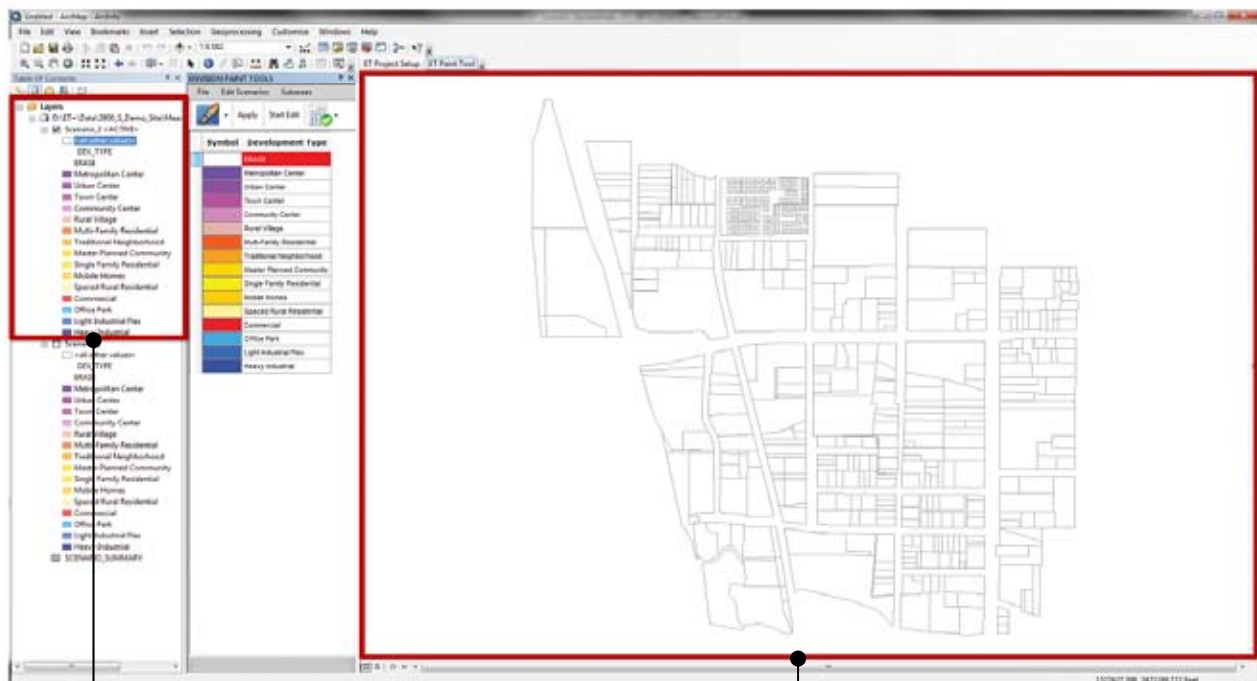 Untitled - ArcMap - ArcInfo
File Edit View Bookmarks Insert Selection Geoprocessing Customize Windows Help
ET Project Setup ET Paint Tool
Table Of Contents
Layers
Scenario_2 <ACTIVE>
<all other values>
DEV_TYPE
ERASE
Metropolitan Center
Urban Center
Town Center
Community Center
Rural Village
Multi-Family Residential
Traditional Neighborhood
Master Planned Community
Single Family Residential
Mobile Homes
Spaced Rural Residential
Commercial
Office Park
Light Industrial Flex
Heavy Industrial
<all other values>
DEV_TYPE
ERASE
Metropolitan Center
Urban Center
Town Center
Community Center
Rural Village
Multi-Family Residential
Traditional Neighborhood
Master Planned Community
Single Family Residential
Mobile Homes
Spaced Rural Residential
Commercial
Office Park
Light Industrial Flex
Heavy Industrial
SCENARIO_SUMMARY
ENVISION PAINT TOOLS
File Edit Scenarios Subareas
Apply Start Edit
Symbol Development Type
ERASE
Metropolitan Center
Urban Center
Town Center
Community Center
Rural Village
Multi-Family Residential
Traditional Neighborhood
Master Planned Community
Single Family Residential
Mobile Homes
Spaced Rural Residential
Commercial
Office Park
Light Industrial Flex
Heavy Industrial